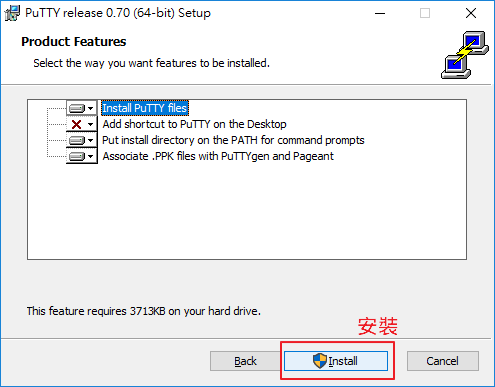 PuTTY release 0.70 (64-bit) Setup
Product Features
Select the way you want features to be installed.
Install PuTTY files
Add shortcut to PuTTY on the Desktop
Put install directory on the PATH for command prompts
Associate .PPK files with PuTTYgen and Pageant
This feature requires 3713KB on your hard drive.
安裝
Back Install Cancel